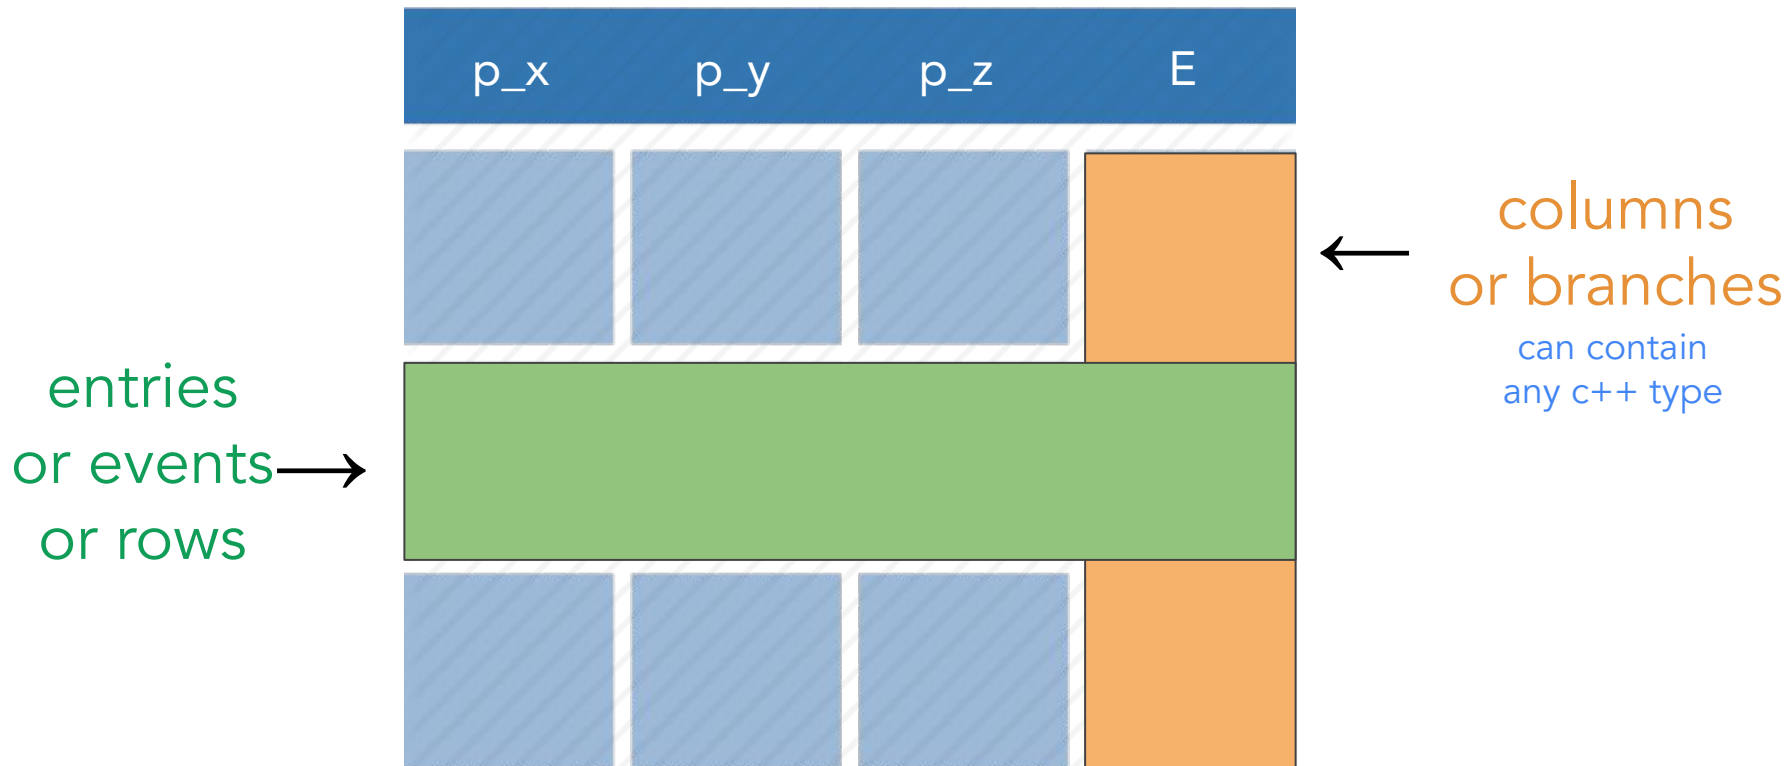 p_x p_y p_z E
entries
or events
or rows
columns
or branches
can contain
any c++ type